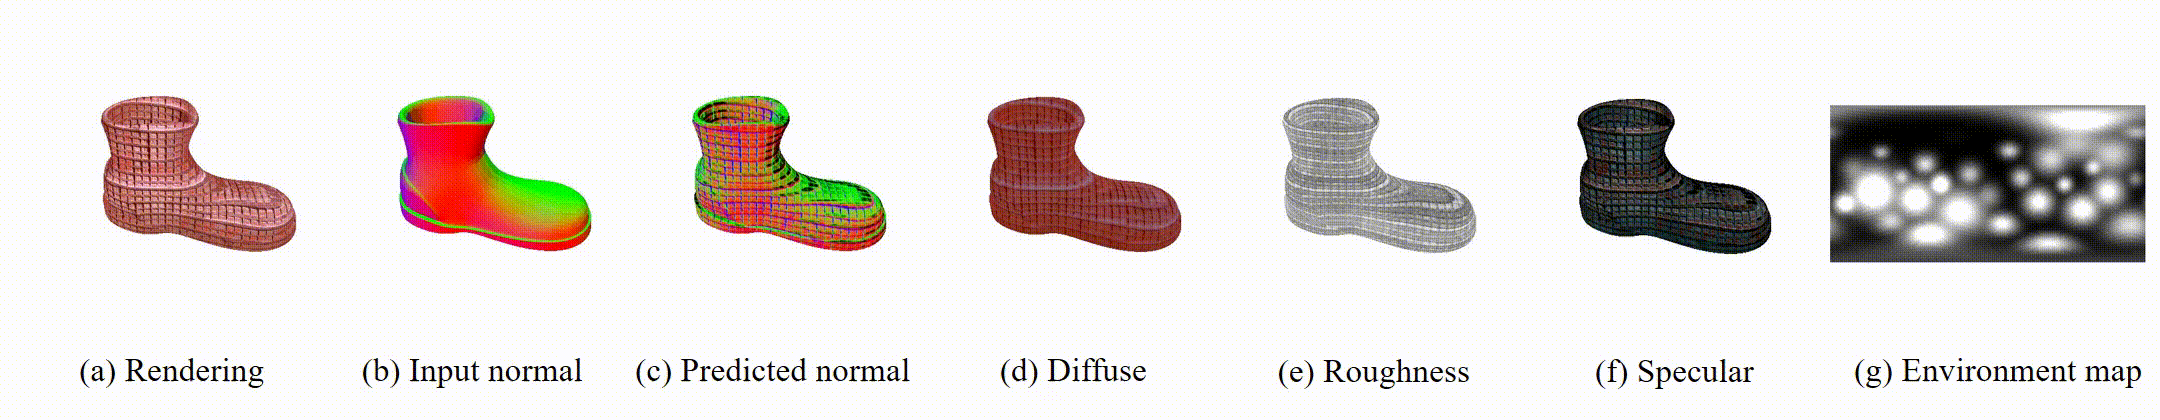 (a) Rendering (b) Input normal (c) Predicted normal (d) Diffuse (e) Roughness (f) Specular (g) Environment map